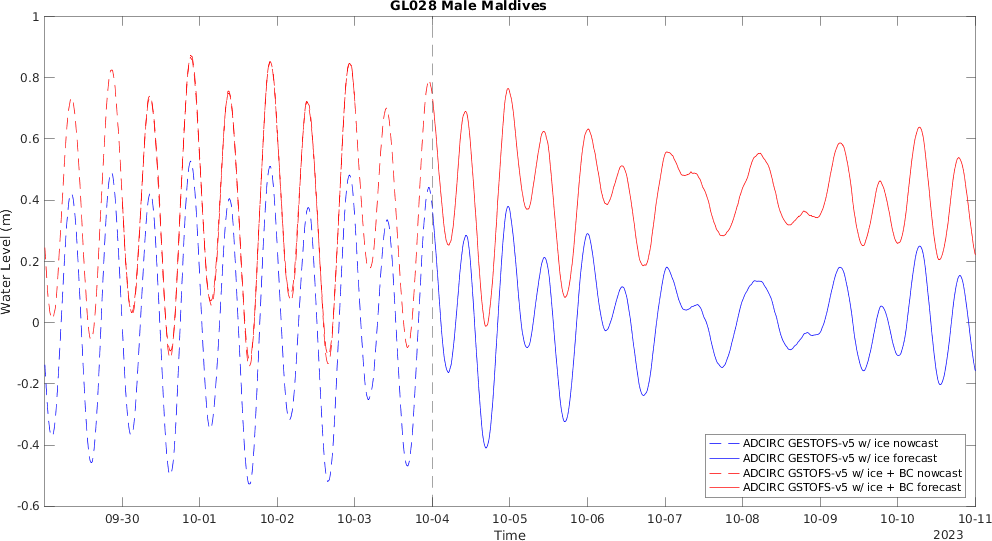 GL028 Male Maldives
1
0.8
0.6
0.4
0.2
0
-0.2
-0.4
-0.6
Water Level (m)
ADCIRC GESTOFS-v5 w/ ice nowcast
ADCIRC GESTOFS-v5 w/ ice forecast
ADCIRC GSTOFS-v5 w/ ice + BC nowcast
ADCIRC GSTOFS-v5 w/ ice + BC forecast
09-30 10-01 10-02 10-03 10-04 10-05 10-06 10-07 10-08 10-09 10-10 10-11
Time 2023